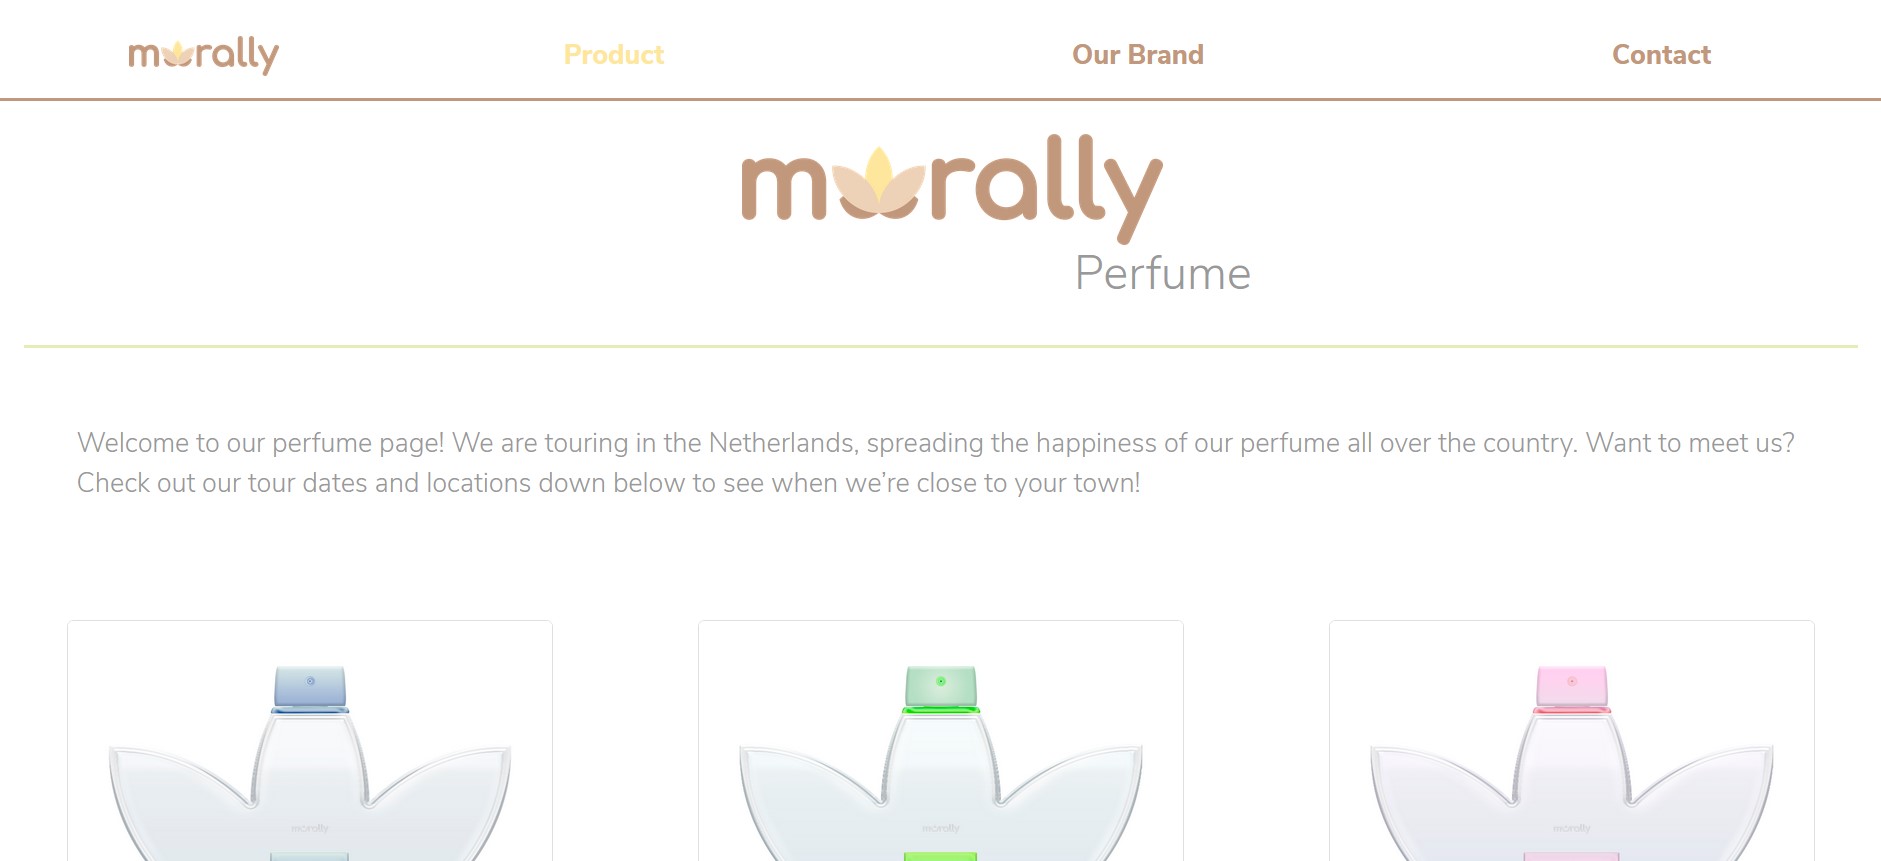 morally
Product
Our Brand
Contact
morally
Perfume
Welcome to our perfume page! We are touring in the Netherlands, spreading the happiness of our perfume all over the country. Want to meet us?
Check out our tour dates and locations down below to see when we’re close to your town!
morally
morally
morally